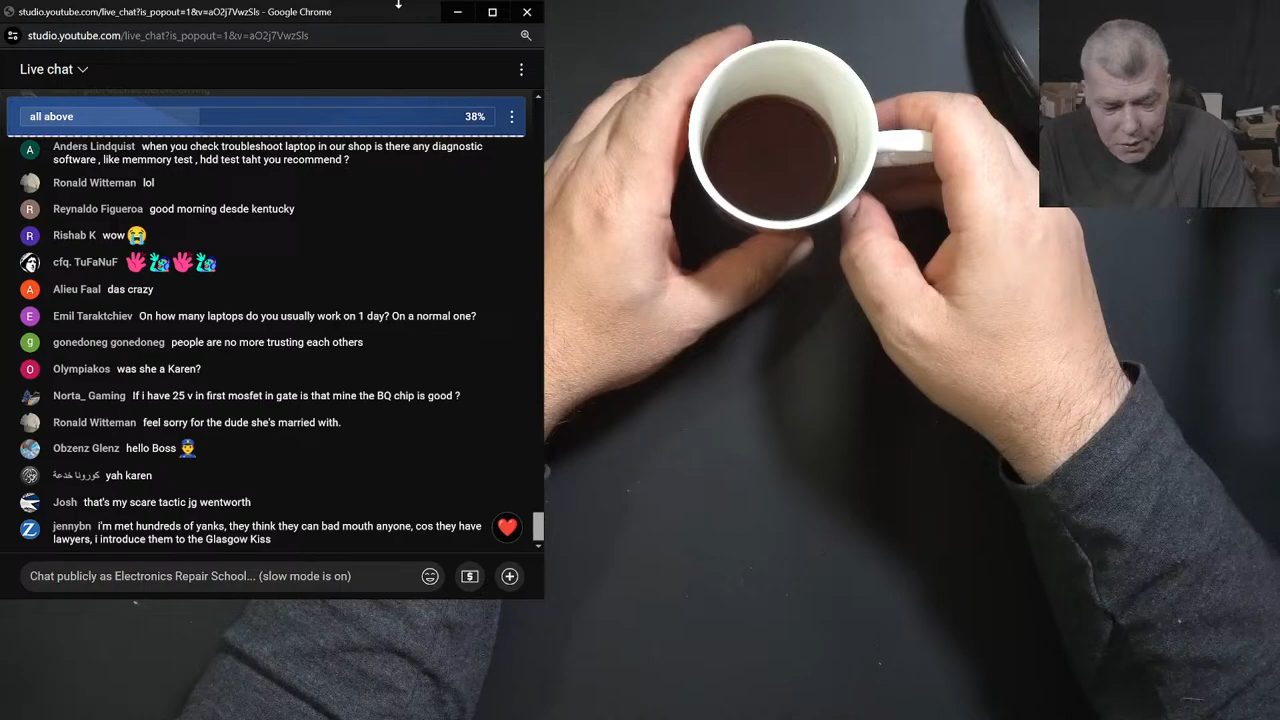 studio.youtube.com/live_chat?is_popout=1&v=aO2j7VwzSls - Google Chrome
studio.youtube.com/live_chat?is_popout=1&v=aO2j7VwzSls
Live chat
all above 38%
Anders Lindquist when you check troubleshoot laptop in our shop is there any diagnostic
software , like memmory test , hdd test taht you recommend ?
Ronald Witteman lol
Reynaldo Figueroa good morning desde kentucky
Rishab K wow 😭
cfq. TuFaNuF
Alieu Faal das crazy
Emil Taraktchiev On how many laptops do you usually work on 1 day? On a normal one?
gonedoneg gonedoneg people are no more trusting each others
Olympiakos was she a Karen?
Norta_ Gaming If i have 25 v in first mosfet in gate is that mine the BQ chip is good ?
Ronald Witteman feel sorry for the dude she's married with.
Obzenz Glenz hello Boss
كورونا خدعة yah karen
Josh that's my scare tactic jg wentworth
jennybn i'm met hundreds of yanks, they think they can bad mouth anyone, cos they have
lawyers, i introduce them to the Glasgow Kiss
Chat publicly as Electronics Repair School... (slow mode is on)